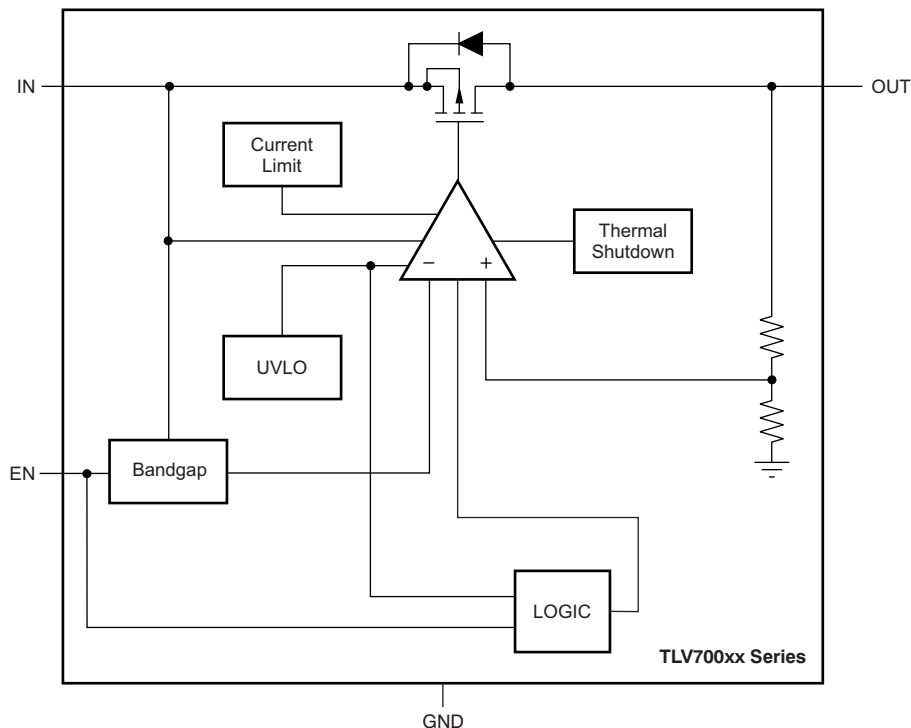 IN
OUT
Current
Limit
Thermal
Shutdown
− +
UVLO
EN
Bandgap
LOGIC
TLV700xx Series
GND